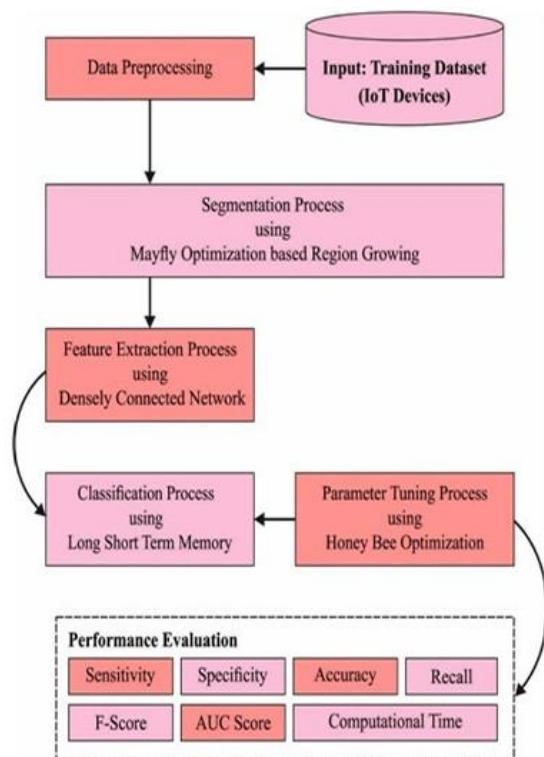 Data Preprocessing
Input: Training Dataset
(IoT Devices)
Segmentation Process
using
Mayfly Optimization based Region Growing
Feature Extraction Process
using
Densely Connected Network
Classification Process
using
Long Short Term Memory
Parameter Tuning Process
using
Honey Bee Optimization
Performance Evaluation
Sensitivity
Specificity
Accuracy
Recall
F-Score
AUC Score
Computational Time